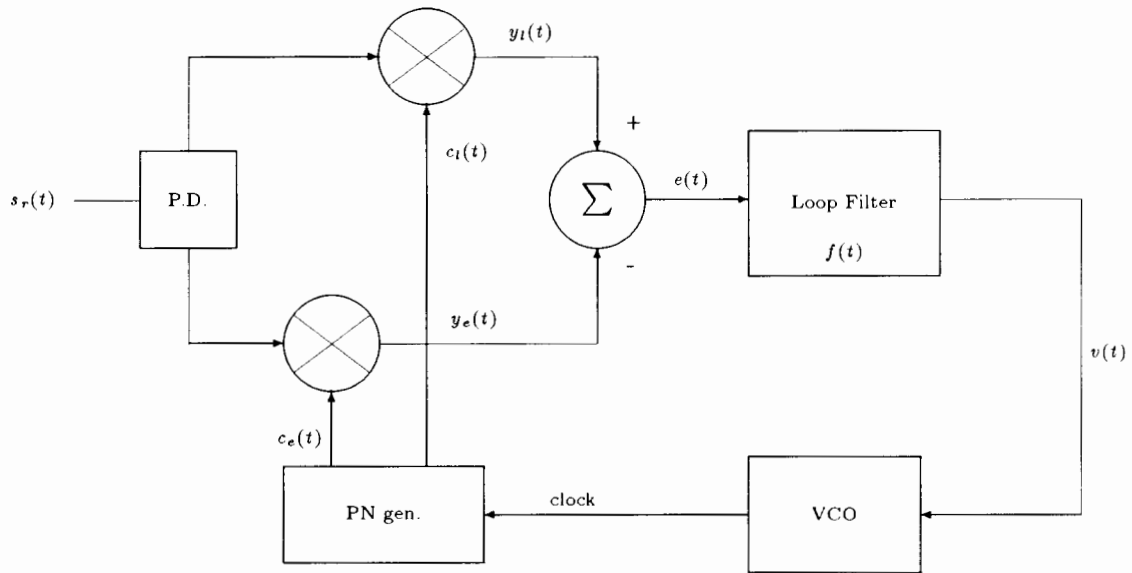 y_l(t)
+
c_l(t)
s_r(t)
P.D.
e(t)
Loop Filter
f(t)
∑
-
y_e(t)
v(t)
c_e(t)
clock
PN gen.
VCO